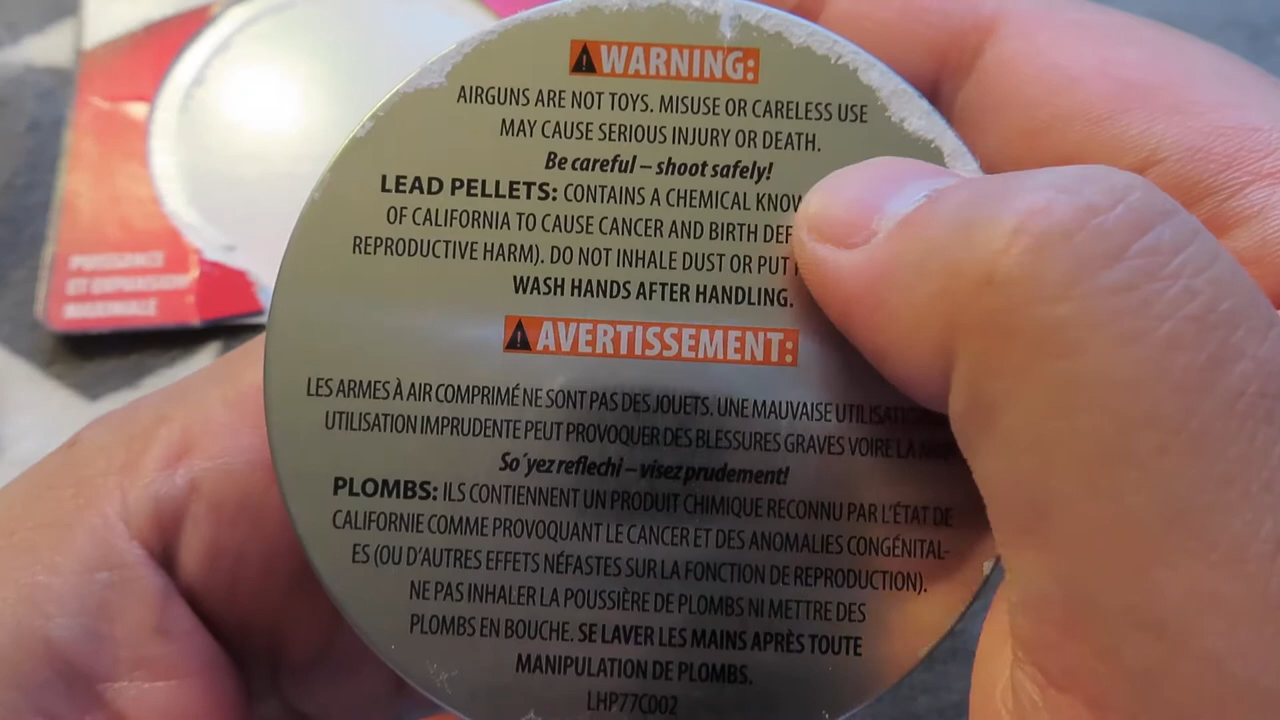 WARNING:
AIRGUNS ARE NOT TOYS. MISUSE OR CARELESS USE
MAY CAUSE SERIOUS INJURY OR DEATH.
Be careful – shoot safely!
LEAD PELLETS: CONTAINS A CHEMICAL KNOW
OF CALIFORNIA TO CAUSE CANCER AND BIRTH DEF
REPRODUCTIVE HARM). DO NOT INHALE DUST OR PUT
WASH HANDS AFTER HANDLING.
AVERTISSEMENT:
LES ARMES À AIR COMPRIMÉ NE SONT PAS DES JOUETS. UNE MAUVAISE UTILISATION
UTILISATION IMPRUDENTE PEUT PROVOQUER DES BLESSURES GRAVES VOIRE LA
So´yez reflechi – visez prudement!
PLOMBS: ILS CONTIENNENT UN PRODUIT CHIMIQUE RECONNU PAR L'ÉTAT DE
CALIFORNIE COMME PROVOQUANT LE CANCER ET DES ANOMALIES CONGÉNITAL-
ES (OU D'AUTRES EFFETS NÉFASTES SUR LA FONCTION DE REPRODUCTION).
NE PAS INHALER LA POUSSIÈRE DE PLOMBS NI METTRE DES
PLOMBS EN BOUCHE. SE LAVER LES MAINS APRÈS TOUTE
MANIPULATION DE PLOMBS.
LHP77C002
PUISSANCE
ET EXPANSION
MAXIMALE